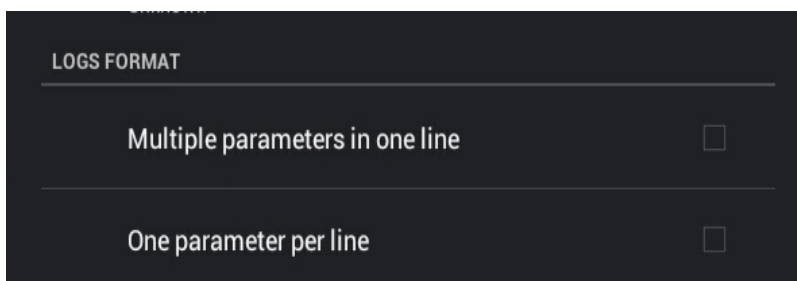 LOGS FORMAT
Multiple parameters in one line
One parameter per line